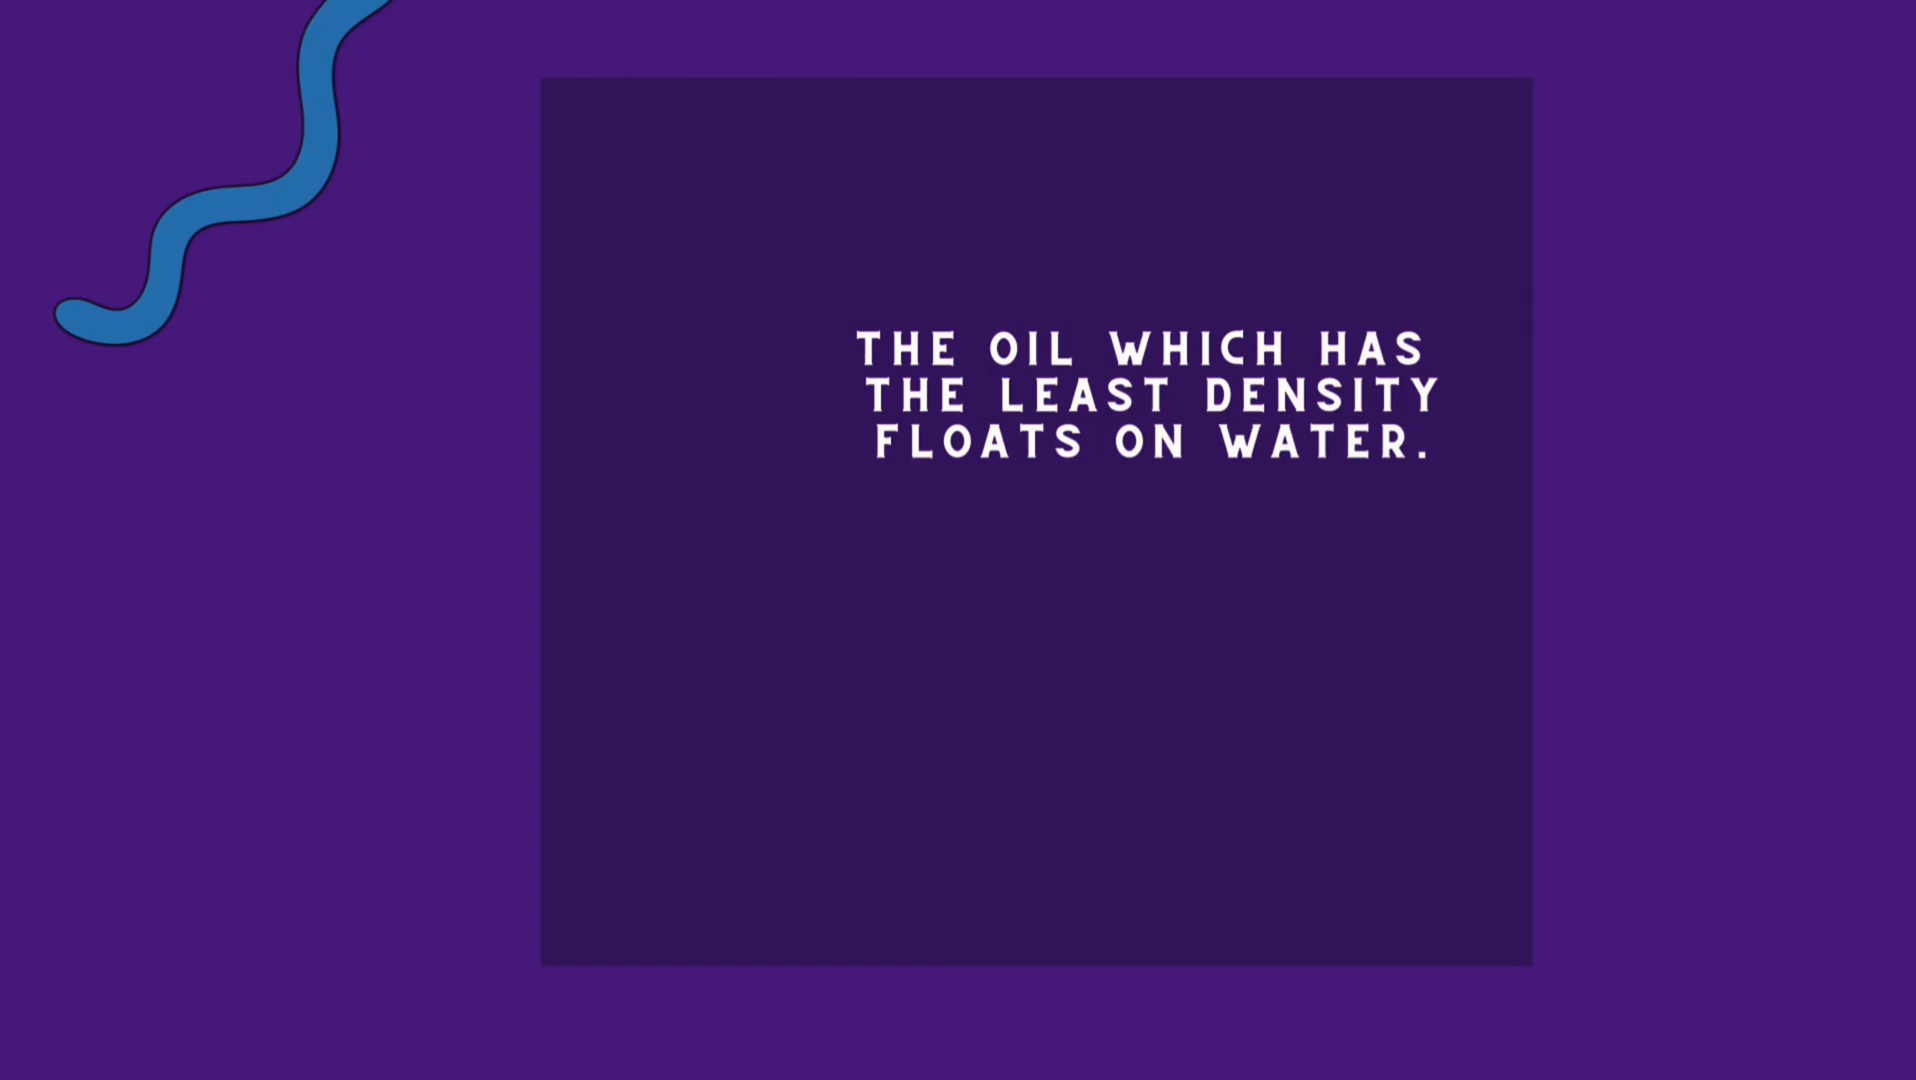 THE OIL WHICH HAS
THE LEAST DENSITY
FLOATS ON WATER.